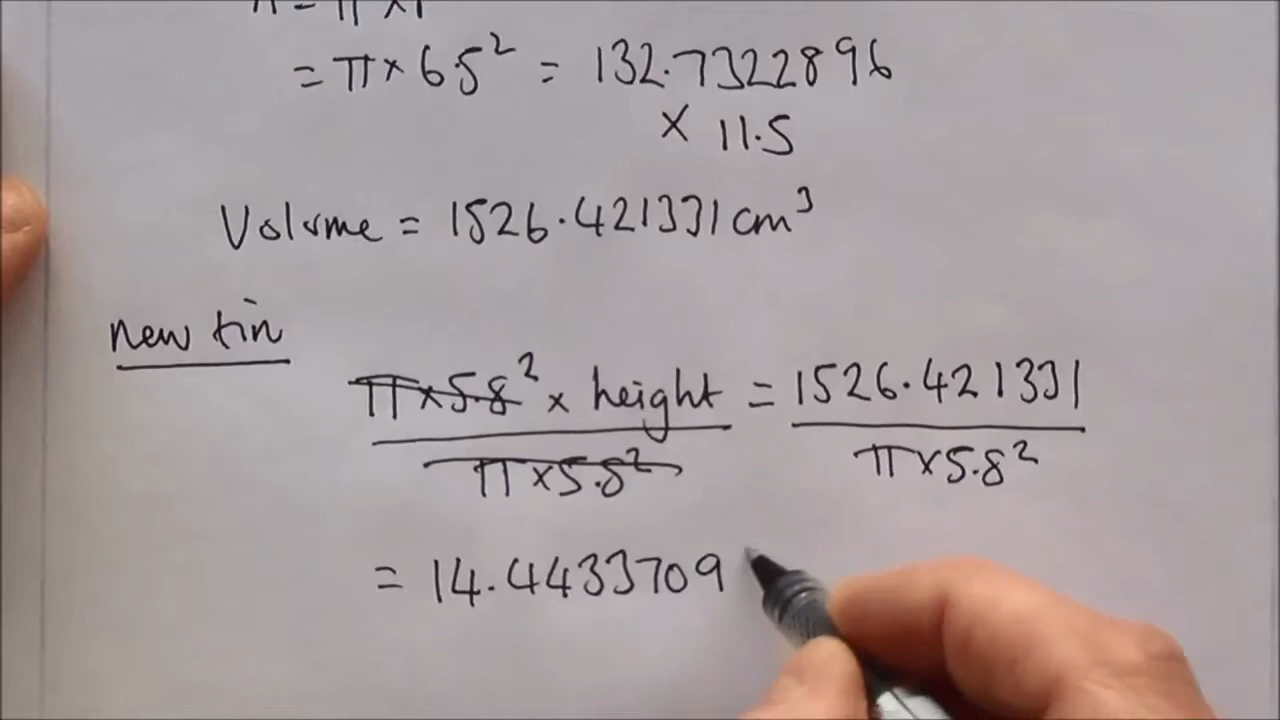 = π × 6.5² = 132.7322896
× 11.5
Volume = 1526.421331 cm³
new tin
π × 5.8² × height = 1526.421331
π × 5.8² π × 5.8²
= 14.4433709